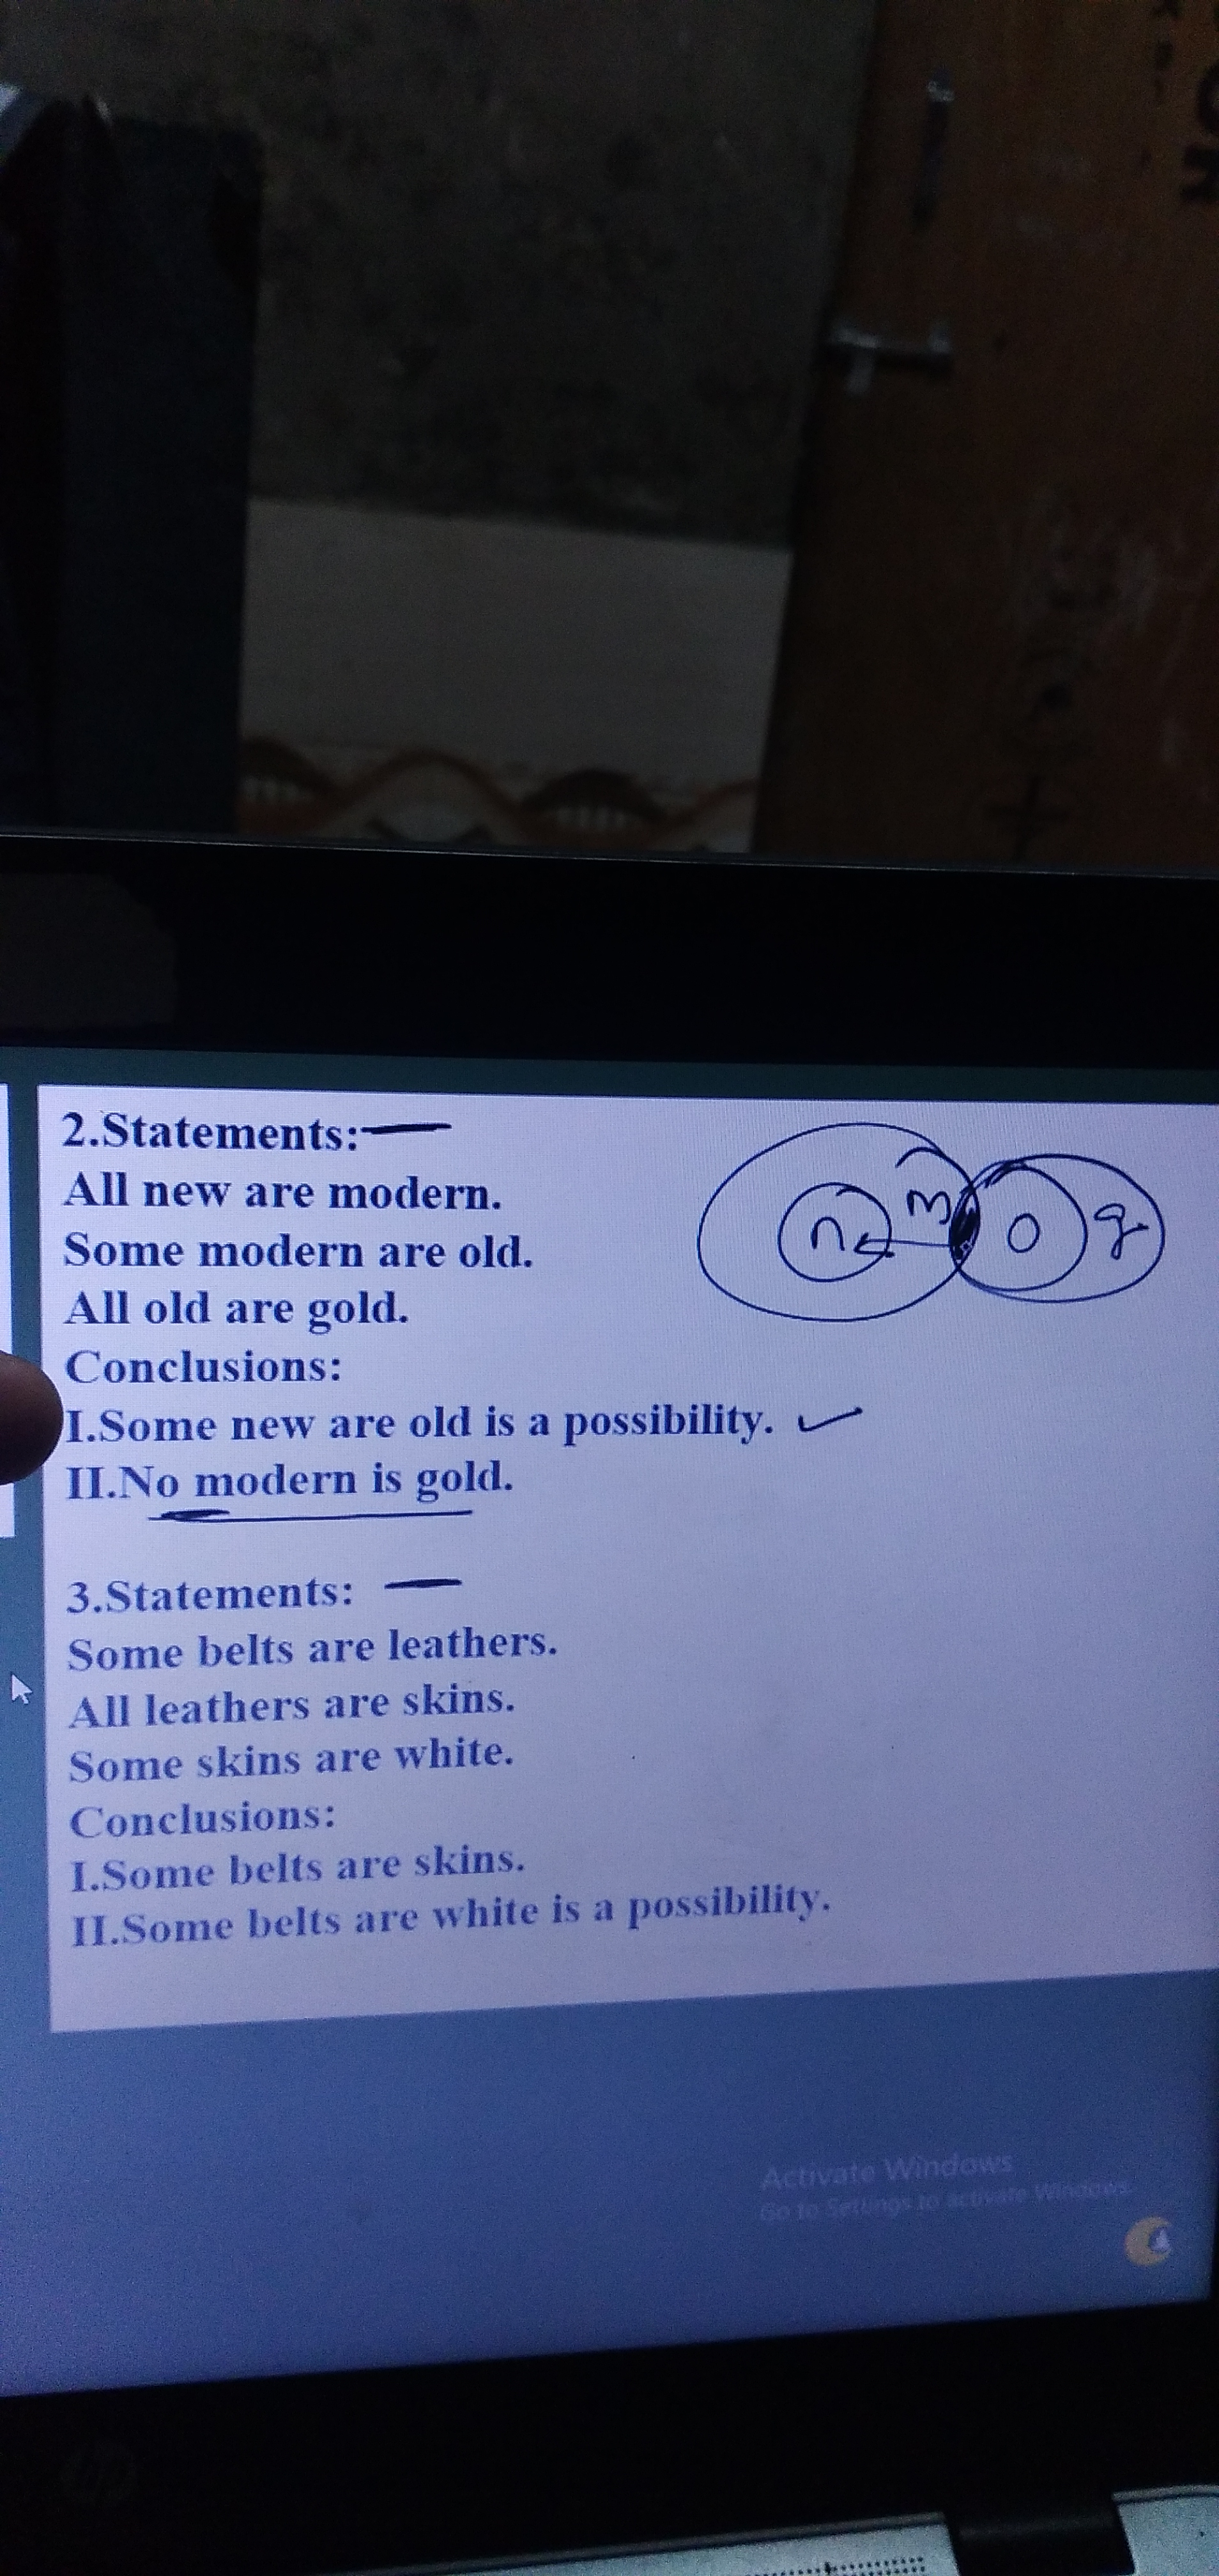 2.Statements:
All new are modern.
Some modern are old.
All old are gold.
Conclusions:
I.Some new are old is a possibility.
II.No modern is gold.
n m o g
3.Statements:
Some belts are leathers.
All leathers are skins.
Some skins are white.
Conclusions:
I.Some belts are skins.
II.Some belts are white is a possibility.
Activate Windows
Go to Settings to activate Windows.
hp